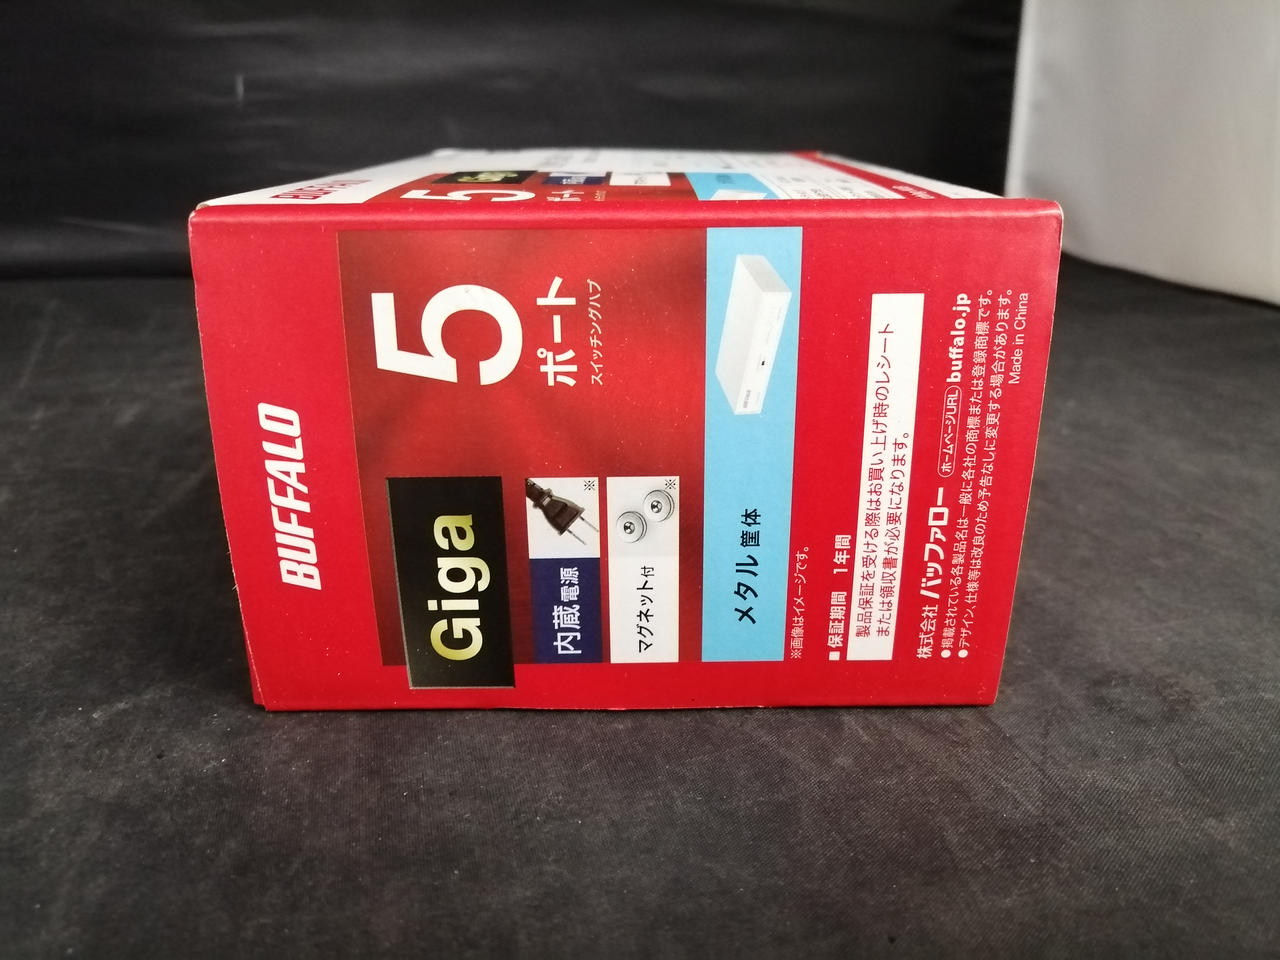 BUFFALO
5
ポート
スイッチングハブ
Giga
内蔵電源
※
マグネット付
※
メタル筐体
※画像はイメージです。
■保証期間 1年間
製品保証を受ける際はお買い上げ時のレシート
または領収書が必要になります。
株式会社 バッファロー ホームページURL buffalo.jp
●掲載されている各製品名は一般に各社の商標または登録商標です。
●デザイン、仕様等は改良のため予告なしに変更する場合があります。
Made in China
BUFFALO
5
ポート
Giga